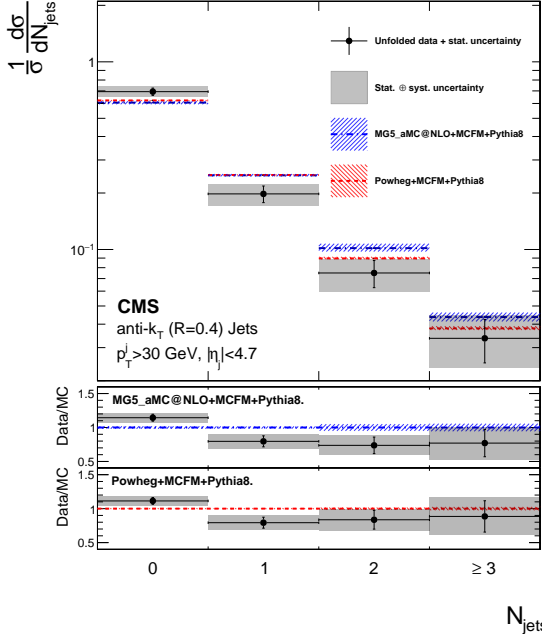 1/σ dσ/dN_jets
Unfolded data + stat. uncertainty
Stat. ⊕ syst. uncertainty
MG5_aMC@NLO+MCFM+Pythia8
Powheg+MCFM+Pythia8
1
10⁻¹
CMS
anti-k_T (R=0.4) Jets
p_T^j>30 GeV, |η_j|<4.7
Data/MC
1.5
1
0.5
MG5_aMC@NLO+MCFM+Pythia8.
Data/MC
1.5
1
0.5
Powheg+MCFM+Pythia8.
0 1 2 ≥ 3
N_jets